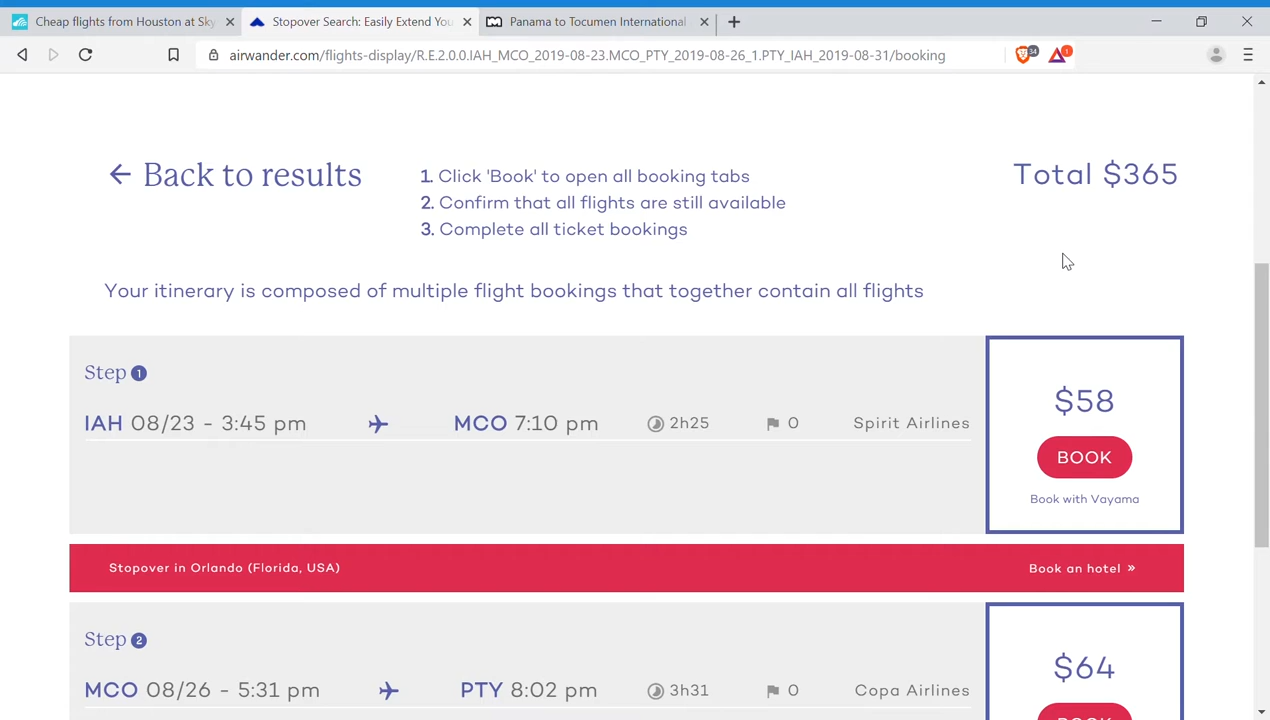 Cheap flights from Houston at Sky
Stopover Search: Easily Extend You
Panama to Tocumen International
airwander.com/flights-display/R.E.2.0.0.IAH_MCO_2019-08-23.MCO_PTY_2019-08-26_1.PTY_IAH_2019-08-31/booking
34
1
← Back to results
1. Click 'Book' to open all booking tabs
2. Confirm that all flights are still available
3. Complete all ticket bookings
Total $365
Your itinerary is composed of multiple flight bookings that together contain all flights
Step 1
IAH 08/23 - 3:45 pm MCO 7:10 pm 2h25 0 Spirit Airlines
$58
BOOK
Book with Vayama
Stopover in Orlando (Florida, USA) Book an hotel »
Step 2
MCO 08/26 - 5:31 pm PTY 8:02 pm 3h31 0 Copa Airlines
$64
BOOK